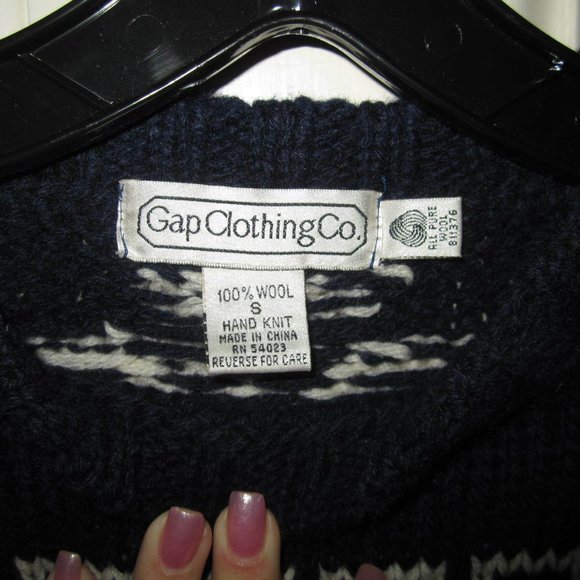 Gap Clothing Co.
ALL PURE
WOOL
811376
100% WOOL
S
HAND KNIT
MADE IN CHINA
RN 54023
REVERSE FOR CARE